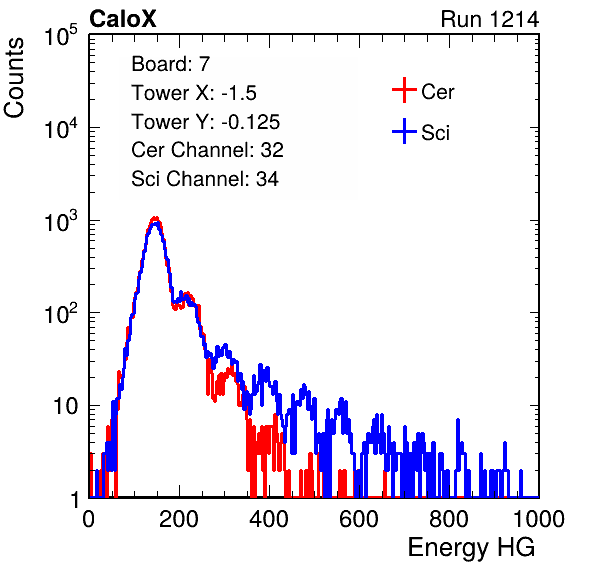 CaloX Run 1214
Counts
Board: 7
Tower X: -1.5
Tower Y: -0.125
Cer Channel: 32
Sci Channel: 34
Cer
Sci
10^5
10^4
10^3
10^2
10
1
0 200 400 600 800 1000
Energy HG